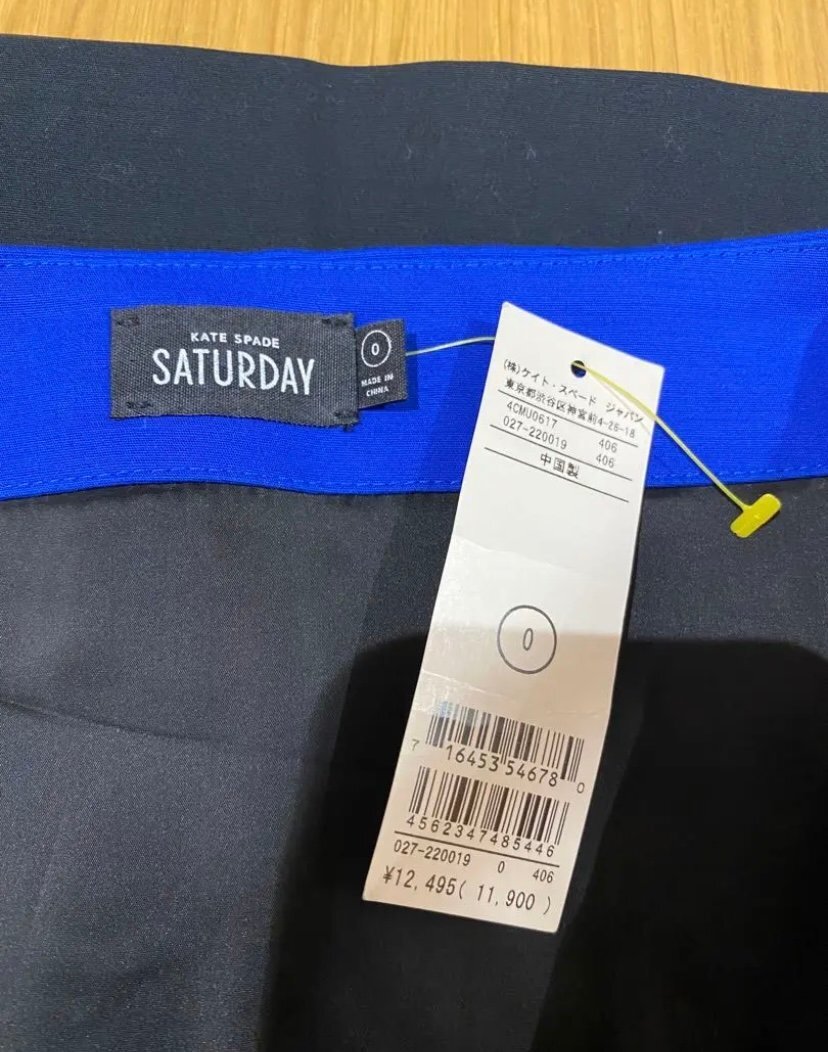 KATE SPADE
SATURDAY
0
MADE IN
CHINA
(株)ケイト・スペード ジャパン
東京都渋谷区神宮前4-26-18
4CMU0617 406
027-220019 406
中国製
0
7 16453 54678 0
4562347485446
027-220019 0 406
¥12,495( 11,900 )